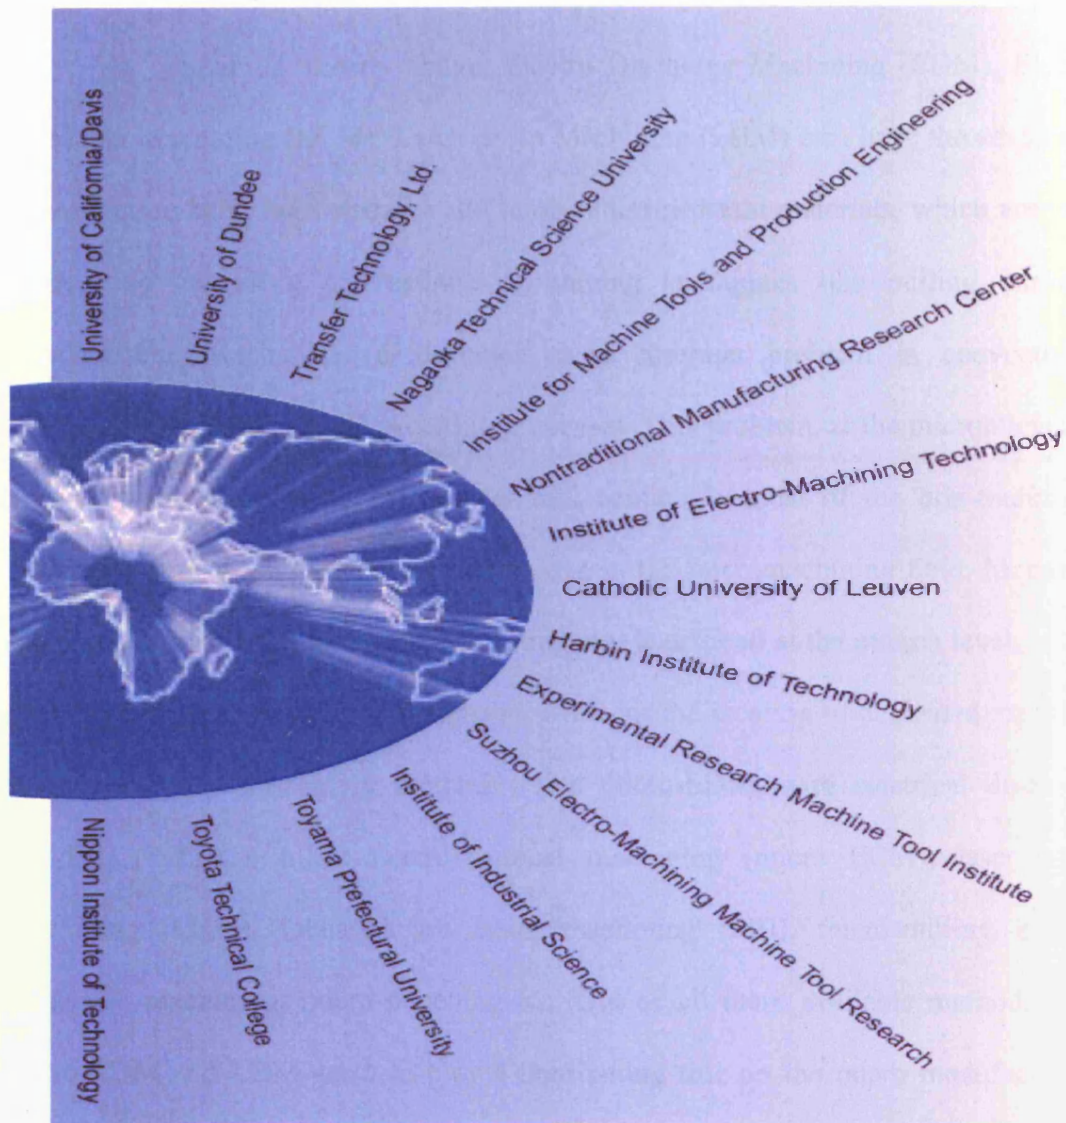 University of California/Davis
University of Dundee
Transfer Technology Ltd
Nagaoka Technical Science University
Institute for Machine Tools and Production Engineering
Nontraditional Manufacturing Research Center
Institute of Electro-Machining Technology
Catholic University of Leuven
Harbin Institute of Technology
Experimental Research Machine Tool Institute
Suzhou Electro-Machining Machine Tool Research
Institute of Industrial Science
Toyama Prefectural University
Toyota Technical College
Nippon Institute of Technology